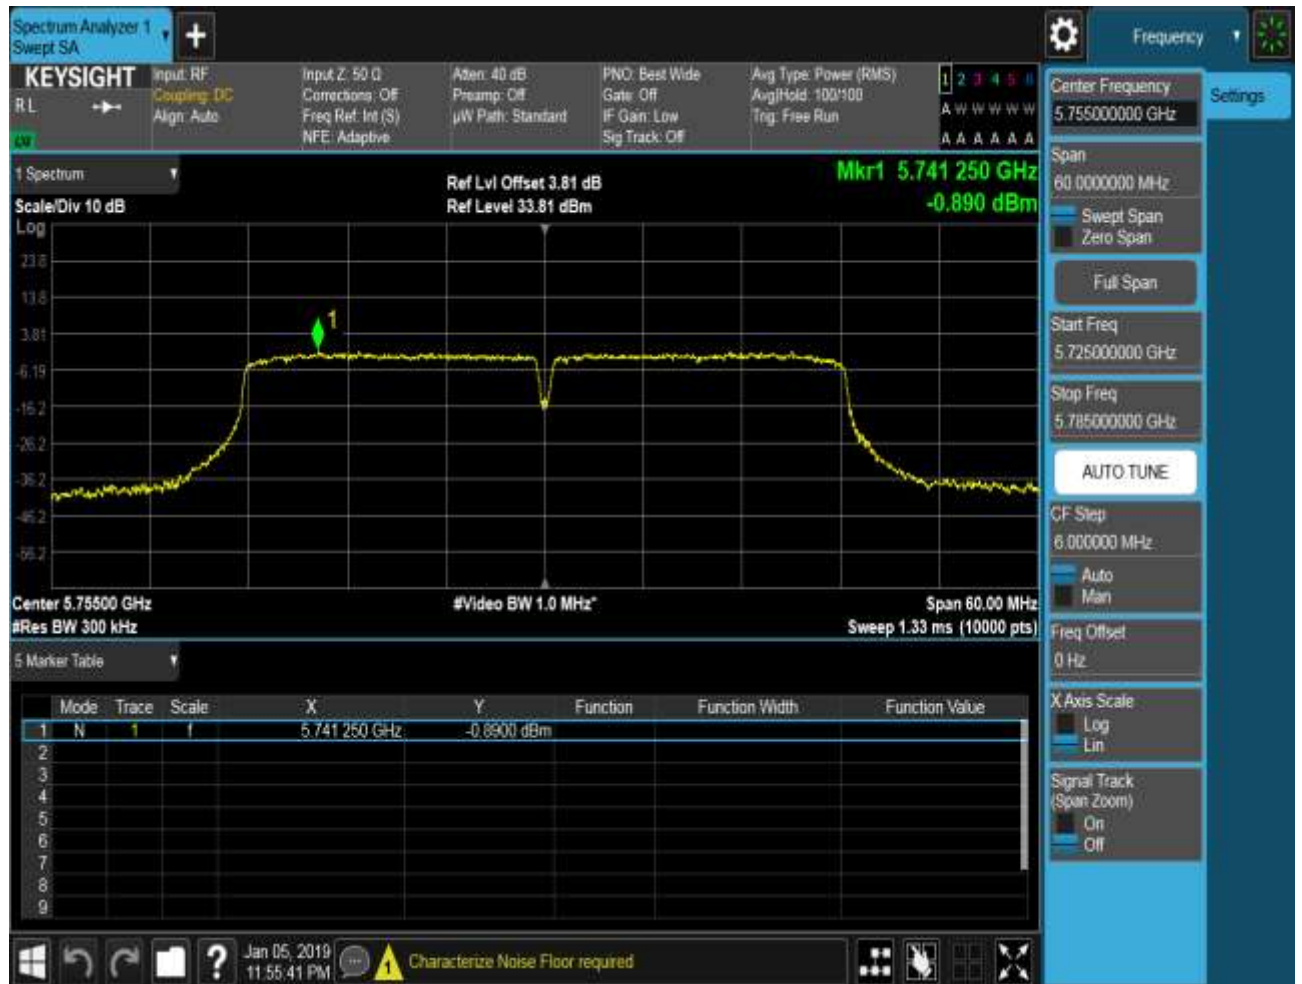 Spectrum Analyzer 1
Swept SA
+
Frequency
KEYSIGHT
RL
Input: RF
Coupling: DC
Align: Auto
Input Z: 50 Ω
Corrections: Off
Freq Ref: Int (S)
NFE: Adaptive
Atten: 40 dB
Preamp: Off
µW Path: Standard
PNO: Best Wide
Gate: Off
IF Gain: Low
Sig Track: Off
Avg Type: Power (RMS)
Avg|Hold: 100/100
Trig: Free Run
1 2 3 4 5 6
A W W W W W
A A A A A A
1 Spectrum
Scale/Div 10 dB
Ref Lvl Offset 3.81 dB
Ref Level 33.81 dBm
Mkr1 5.741 250 GHz
-0.890 dBm
Log
23.8
13.8
3.81
-6.19
-16.2
-26.2
-36.2
-46.2
-56.2
1
Center 5.75500 GHz
#Res BW 300 kHz
#Video BW 1.0 MHz*
Span 60.00 MHz
Sweep 1.33 ms (10000 pts)
5 Marker Table
Mode Trace Scale X Y Function Function Width Function Value
1 N 1 f 5.741 250 GHz -0.8900 dBm
2
3
4
5
6
7
8
9
Center Frequency
5.755000000 GHz
Settings
Span
60.0000000 MHz
Swept Span
Zero Span
Full Span
Start Freq
5.725000000 GHz
Stop Freq
5.785000000 GHz
AUTO TUNE
CF Step
6.000000 MHz
Auto
Man
Freq Offset
0 Hz
X Axis Scale
Log
Lin
Signal Track
(Span Zoom)
On
Off
?
Jan 05, 2019
11:55:41 PM
1
Characterize Noise Floor required